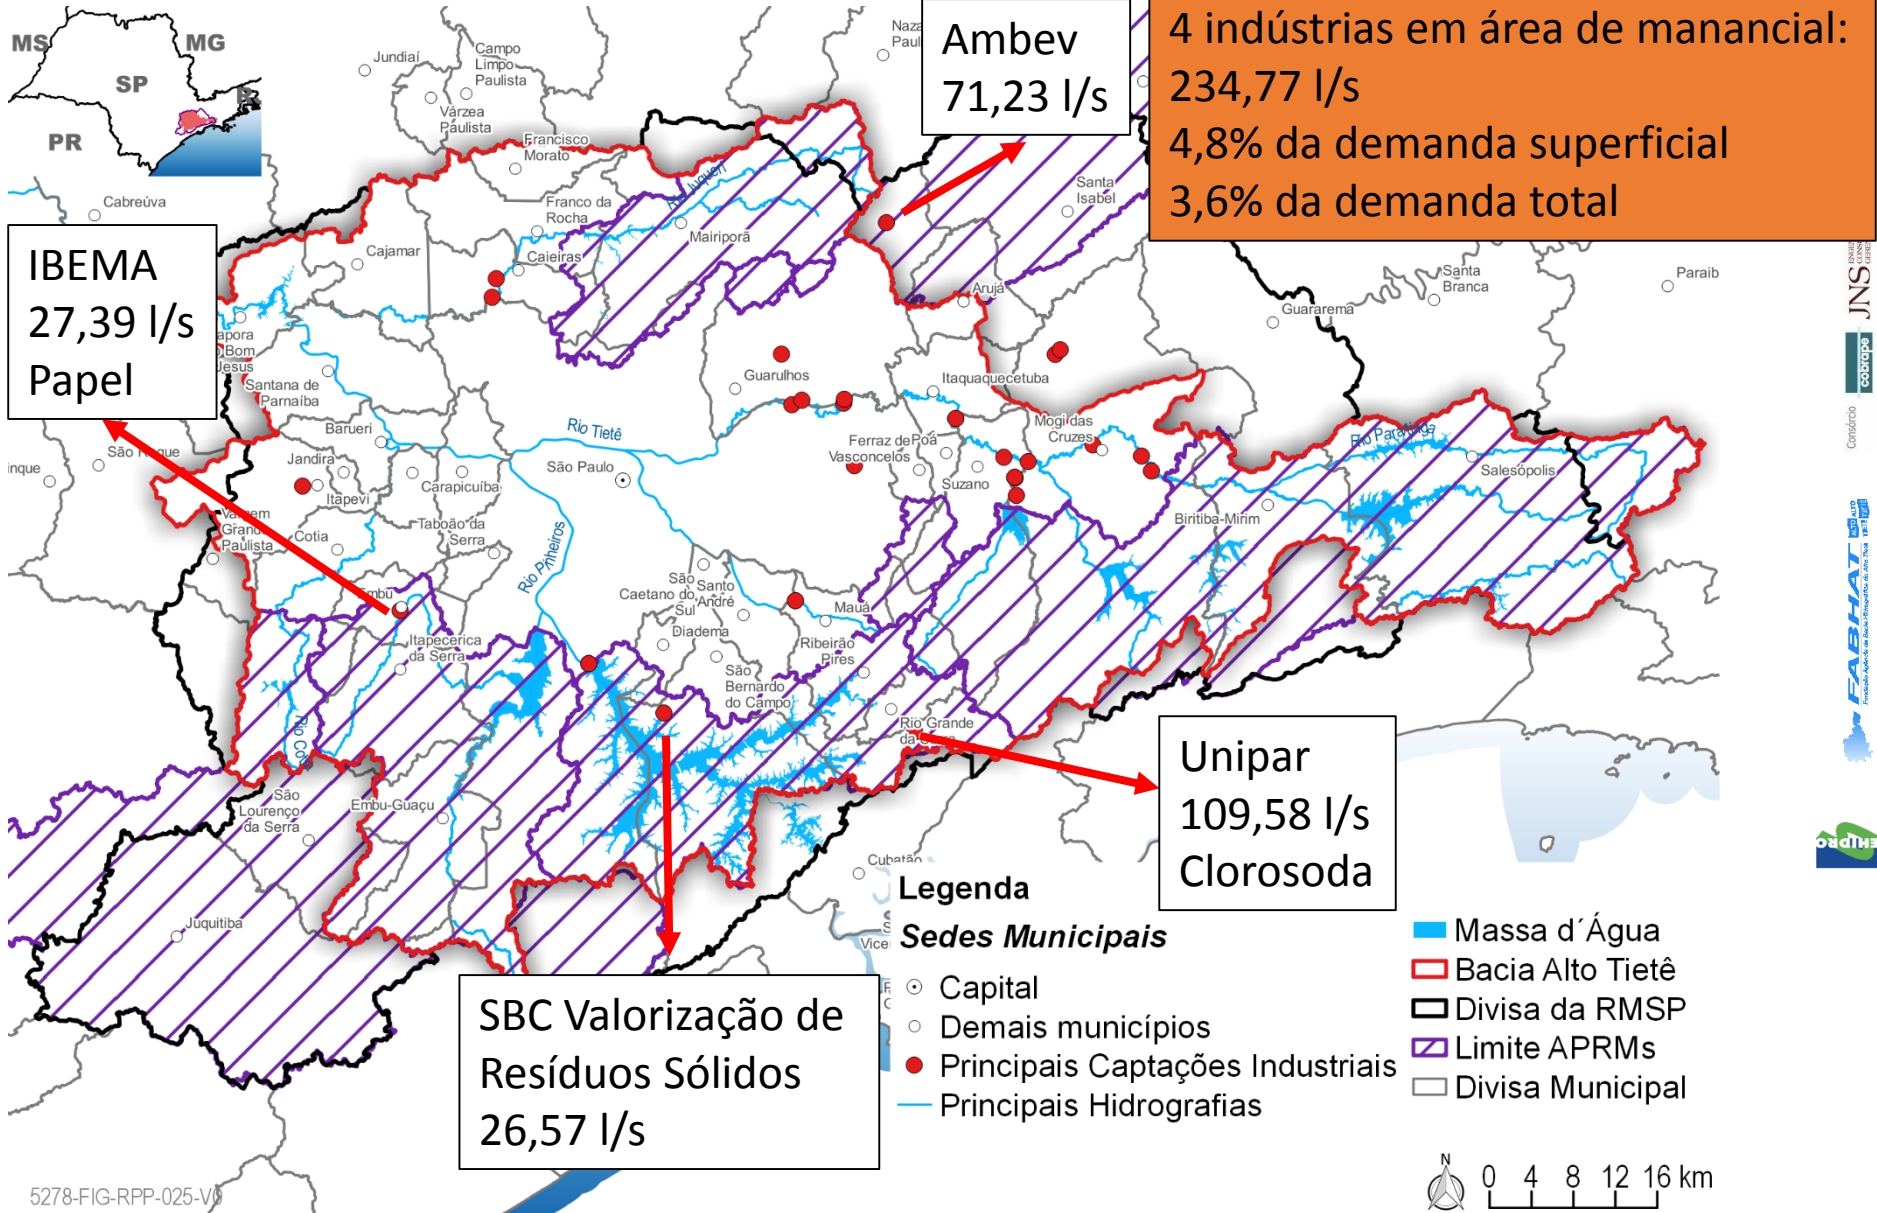 MS
MG
SP
PR
Ambev
71,23 l/s
4 indústrias em área de manancial:
234,77 l/s
4,8% da demanda superficial
3,6% da demanda total
IBEMA
27,39 l/s
Papel
Unipar
109,58 l/s
Clorosoda
SBC Valorização de
Resíduos Sólidos
26,57 l/s
Jundiaí
Campo
Limpo
Paulista
Várzea
Paulista
Francisco
Morato
Cabreúva
Franco da
Rocha
Cajamar
Caieiras
Mairiporã
Santa
Isabel
Arujá
Santa
Branca
Paraib
Guararema
apora
Bom
Jesus
Santana de
Parnaíba
Guarulhos
Itaquaquecetuba
Barueri
Rio Tietê
Mogi das
Cruzes
Ferraz de
Vasconcelos
Poá
Suzano
Salesópolis
São Paulo
Jandira
Itapevi
Carapicuíba
Biritiba-Mirim
Grande
Paulista
Cotia
Taboão da
Serra
Rio Pinheiros
São
Caetano do
Sul
Santo
André
Mauá
Diadema
Ribeirão
Pires
Itapecerica
da Serra
São
Bernardo
do Campo
Rio Grande
São
Lourenço
da Serra
Embu-Guaçu
Juquitiba
Cubatão
Legenda
Sedes Municipais
Capital
Demais municípios
Principais Captações Industriais
Principais Hidrografias
Massa d´Água
Bacia Alto Tietê
Divisa da RMSP
Limite APRMs
Divisa Municipal
N
0 4 8 12 16 km
5278-FIG-RPP-025-V0
JNS
cobrape
Consórcio
FABHAT